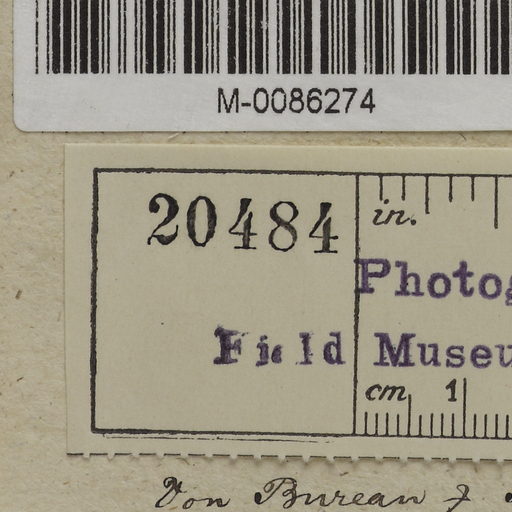 M-0086274
20484
in.
Photog
Field Museu
cm 1
Von Bureau f